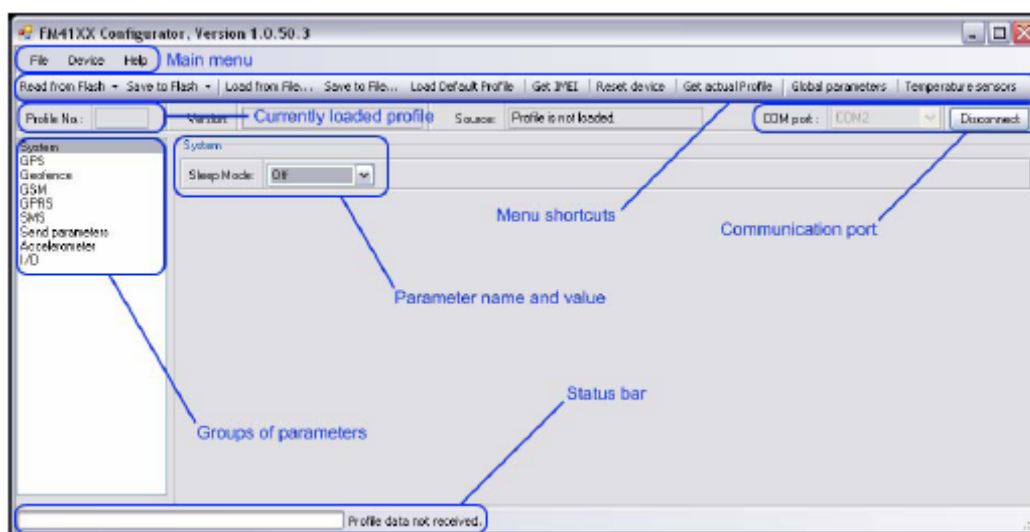 FM41XX Configurator, Version 1.0.50.3
File Device Help Main menu
Read from Flash Save to Flash Load from File... Save to File... Load Default Profile Get IMEI Reset device Get actual Profile Global parameters Temperature sensors
Profile No.: Version: Currently loaded profile Source: Profile is not loaded. COM port: COM2 Disconnect
System
GPS
Geofence
GSM
GPRS
SMS
Send parameters
Accelerometer
I/O
System
Sleep Mode: Off
Menu shortcuts
Communication port
Parameter name and value
Status bar
Groups of parameters
Profile data not received.